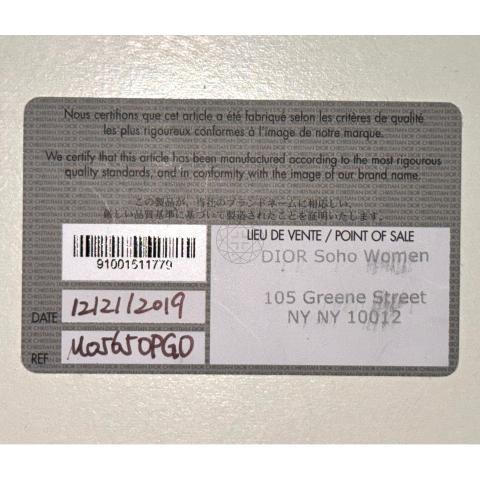 Nous certifions que cet article a été fabriqué selon les critères de qualité
les plus rigoureux conformes à l'image de notre marque.
We certify that this article has been manufactured according to the most rigourous
quality standards, and in conformity with the image of our brand name.
この製品が、当社のブランドネームに相応しい、
厳しい品質基準に基づいて製造されたことを証明いたします。
LIEU DE VENTE / POINT OF SALE
DIOR Soho Women
105 Greene Street
NY NY 10012
91001511770
DATE 12/21/2019
REF M0565OPGD